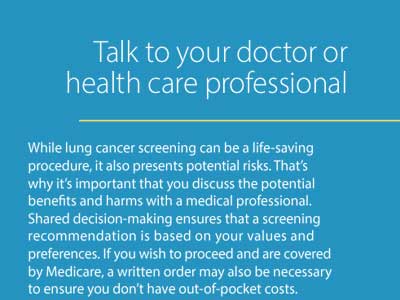 Talk to your doctor or
health care professional
While lung cancer screening can be a life-saving
procedure, it also presents potential risks. That’s
why it’s important that you discuss the potential
benefits and harms with a medical professional.
Shared decision-making ensures that a screening
recommendation is based on your values and
preferences. If you wish to proceed and are covered
by Medicare, a written order may also be necessary
to ensure you don’t have out-of-pocket costs.